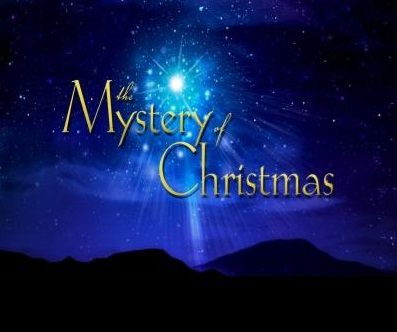 the
Mystery of
Christmas